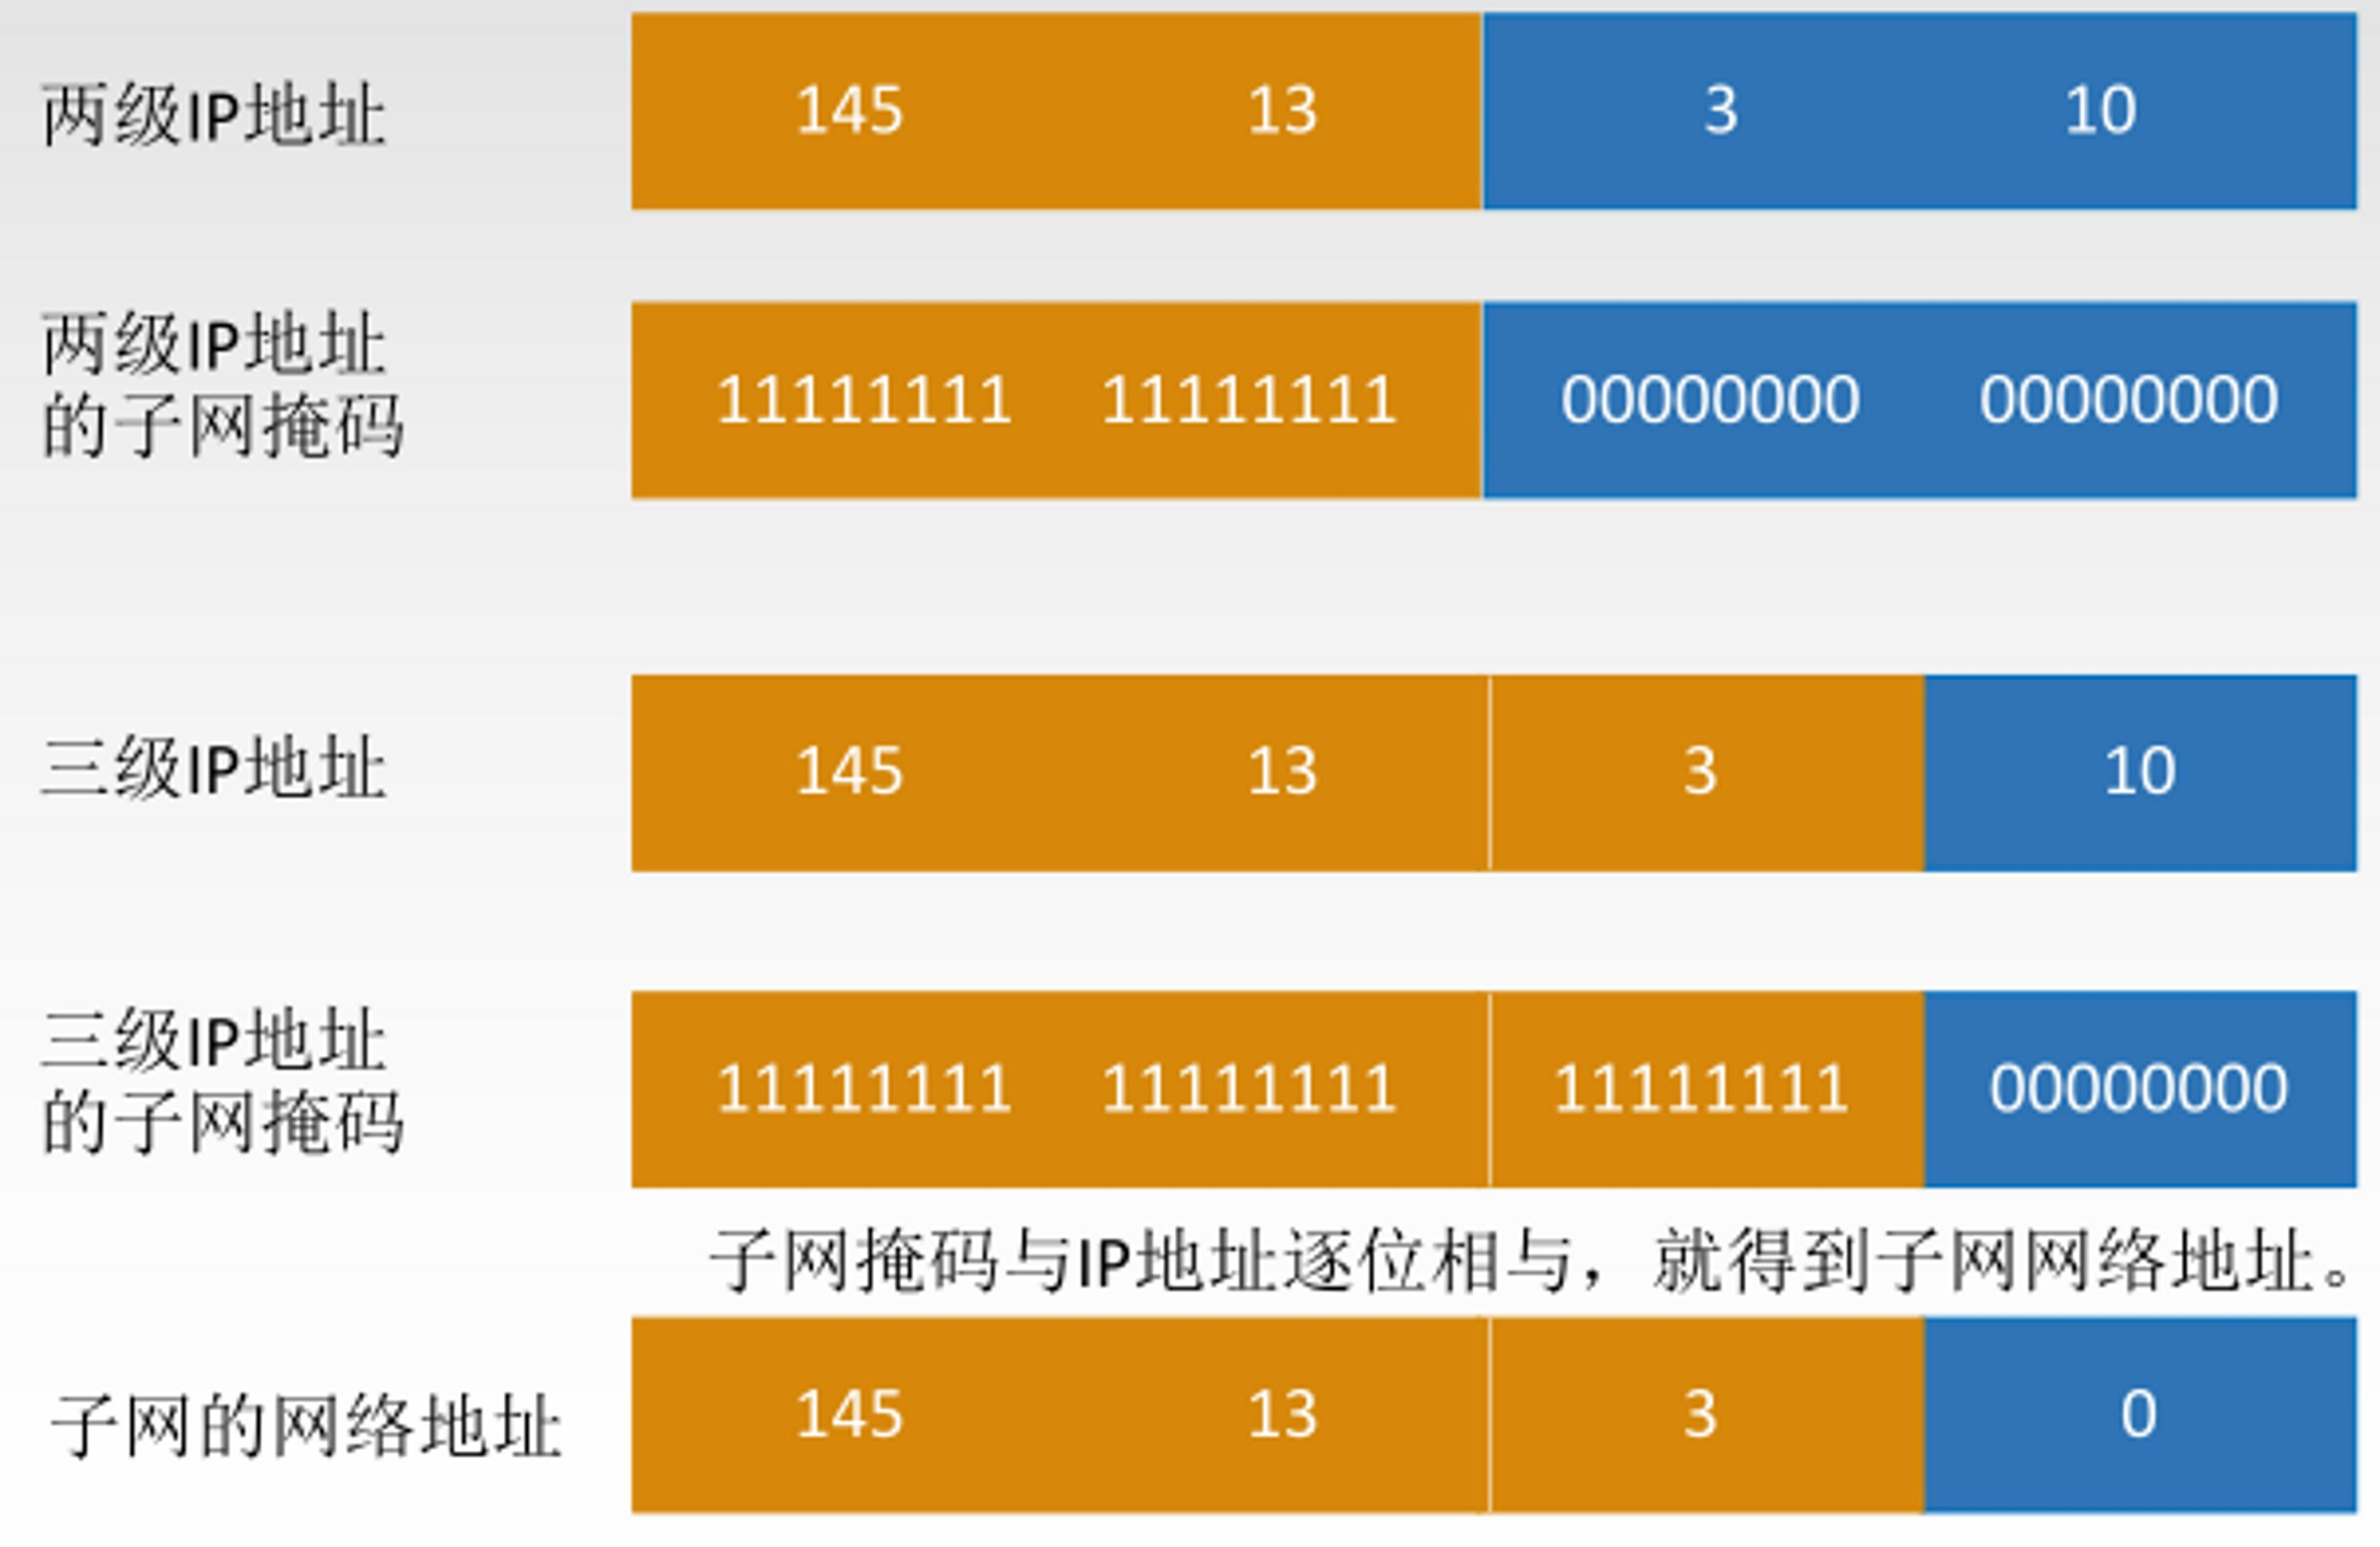 两级IP地址 145 13 3 10
两级IP地址
的子网掩码
11111111 11111111 00000000 00000000
三级IP地址 145 13 3 10
三级IP地址
的子网掩码
11111111 11111111 11111111 00000000
子网掩码与IP地址逐位相与，就得到子网网络地址。
子网的网络地址 145 13 3 0